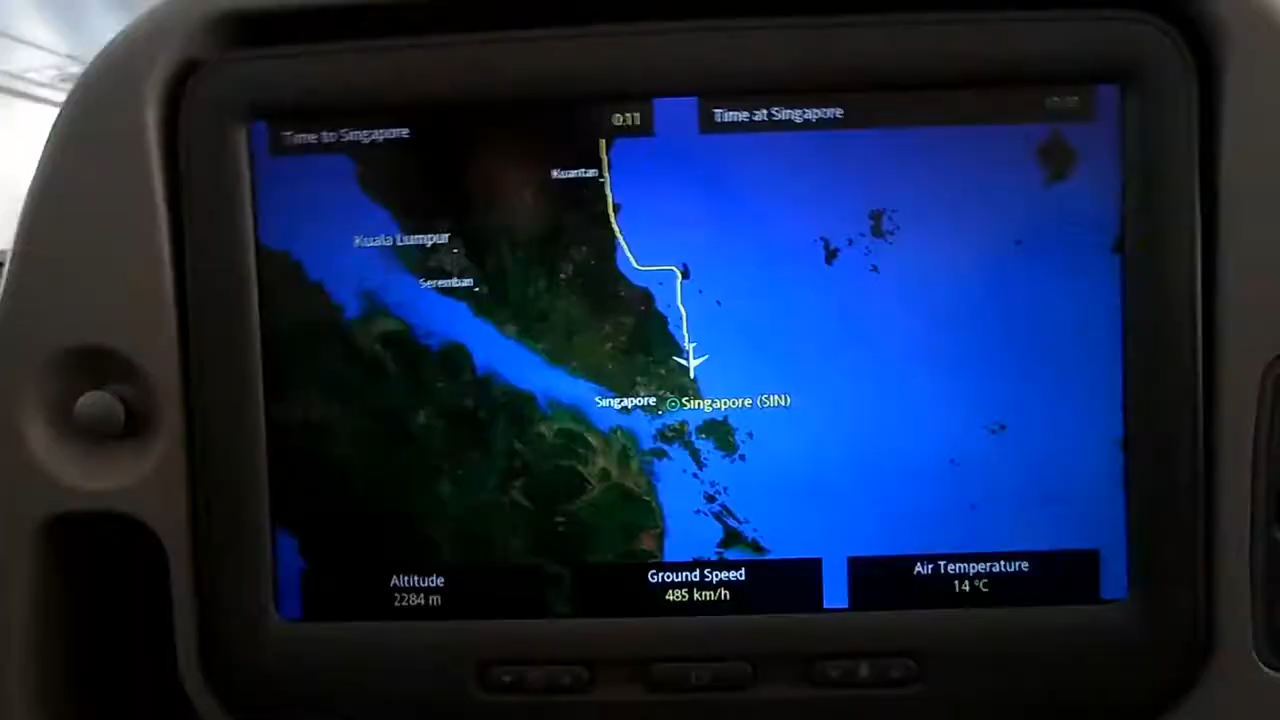 Time to Singapore
0:11
Time at Singapore
Kuantan
Kuala Lumpur
Seremban
Singapore
Singapore (SIN)
Altitude
2284 m
Ground Speed
485 km/h
Air Temperature
14 °C